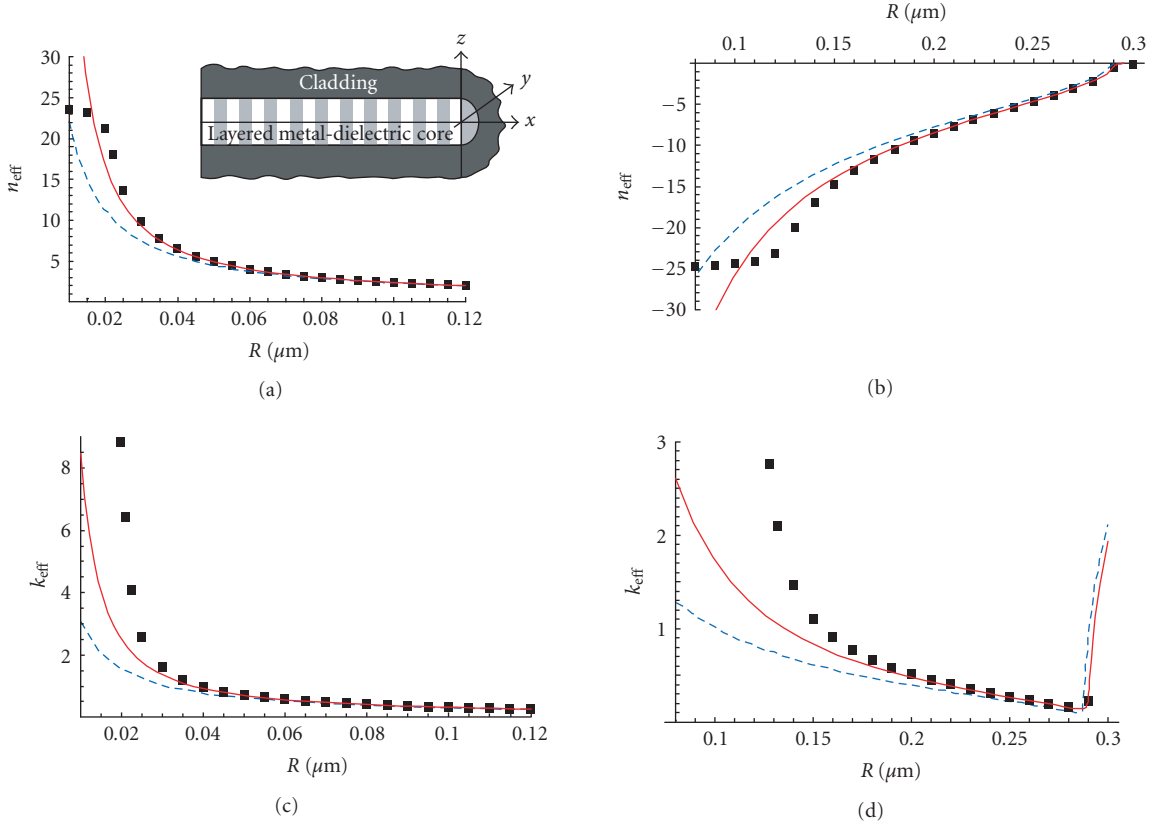 30
25
20
15
10
5
n_eff
0.02 0.04 0.06 0.08 0.1 0.12
R (μm)
Cladding
Layered metal-dielectric core
z
y
x
(a)
R (μm)
0.1 0.15 0.2 0.25 0.3
−5
−10
−15
−20
−25
−30
n_eff
(b)
8
6
4
2
k_eff
0.02 0.04 0.06 0.08 0.1 0.12
R (μm)
(c)
3
2
1
k_eff
0.1 0.15 0.2 0.25 0.3
R (μm)
(d)